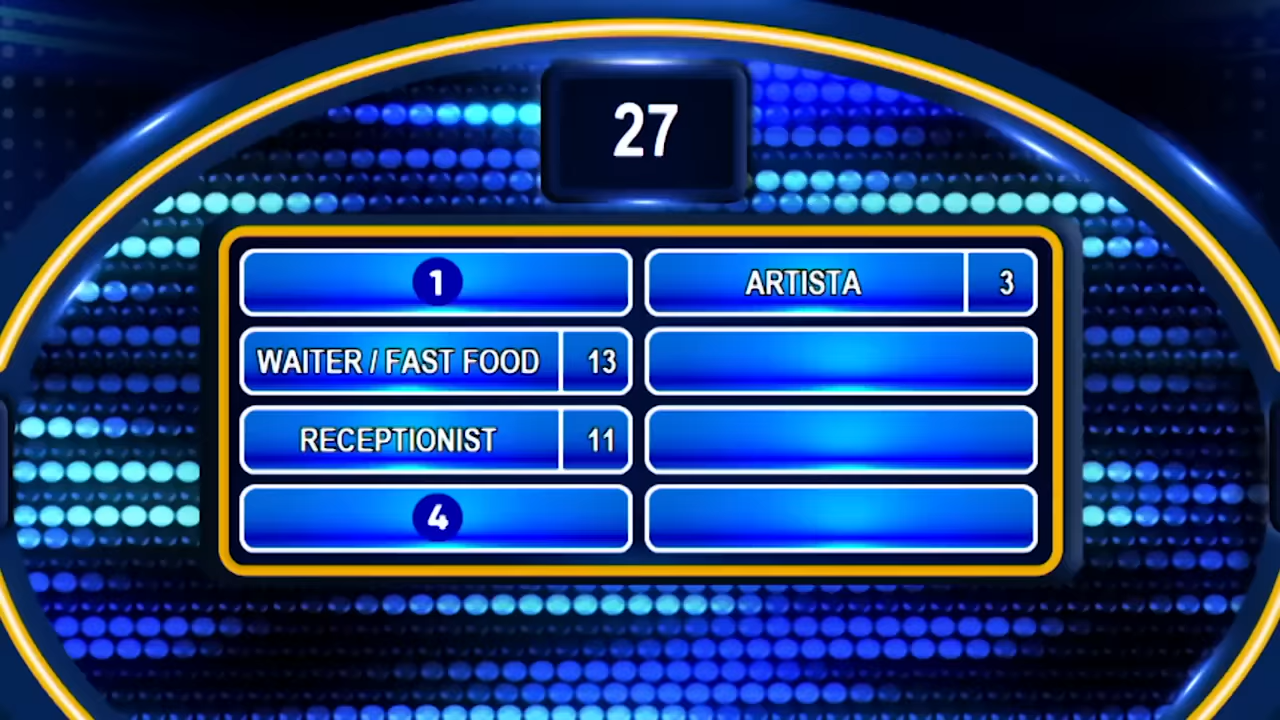 27
1
ARTISTA 3
WAITER / FAST FOOD 13
RECEPTIONIST 11
4